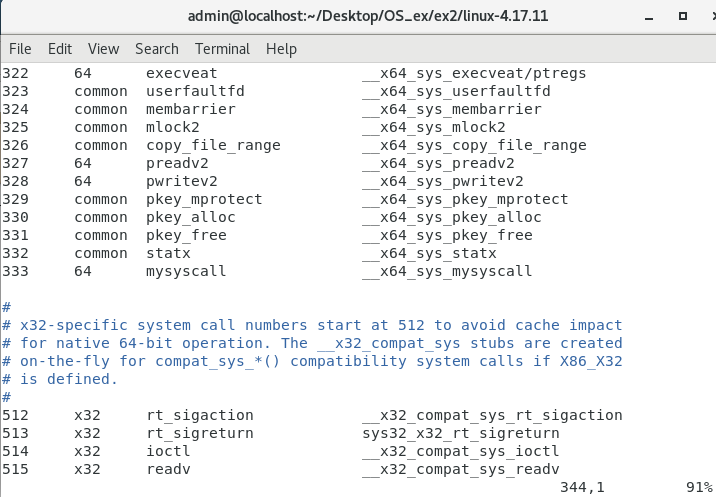 admin@localhost:~/Desktop/OS_ex/ex2/linux-4.17.11
File Edit View Search Terminal Help
322 64 execveat __x64_sys_execveat/ptregs
323 common userfaultfd __x64_sys_userfaultfd
324 common membarrier __x64_sys_membarrier
325 common mlock2 __x64_sys_mlock2
326 common copy_file_range __x64_sys_copy_file_range
327 64 preadv2 __x64_sys_preadv2
328 64 pwritev2 __x64_sys_pwritev2
329 common pkey_mprotect __x64_sys_pkey_mprotect
330 common pkey_alloc __x64_sys_pkey_alloc
331 common pkey_free __x64_sys_pkey_free
332 common statx __x64_sys_statx
333 64 mysyscall __x64_sys_mysyscall
#
# x32-specific system call numbers start at 512 to avoid cache impact
# for native 64-bit operation. The __x32_compat_sys stubs are created
# on-the-fly for compat_sys_*() compatibility system calls if X86_X32
# is defined.
#
512 x32 rt_sigaction __x32_compat_sys_rt_sigaction
513 x32 rt_sigreturn sys32_x32_rt_sigreturn
514 x32 ioctl __x32_compat_sys_ioctl
515 x32 readv __x32_compat_sys_readv
344,1 91%